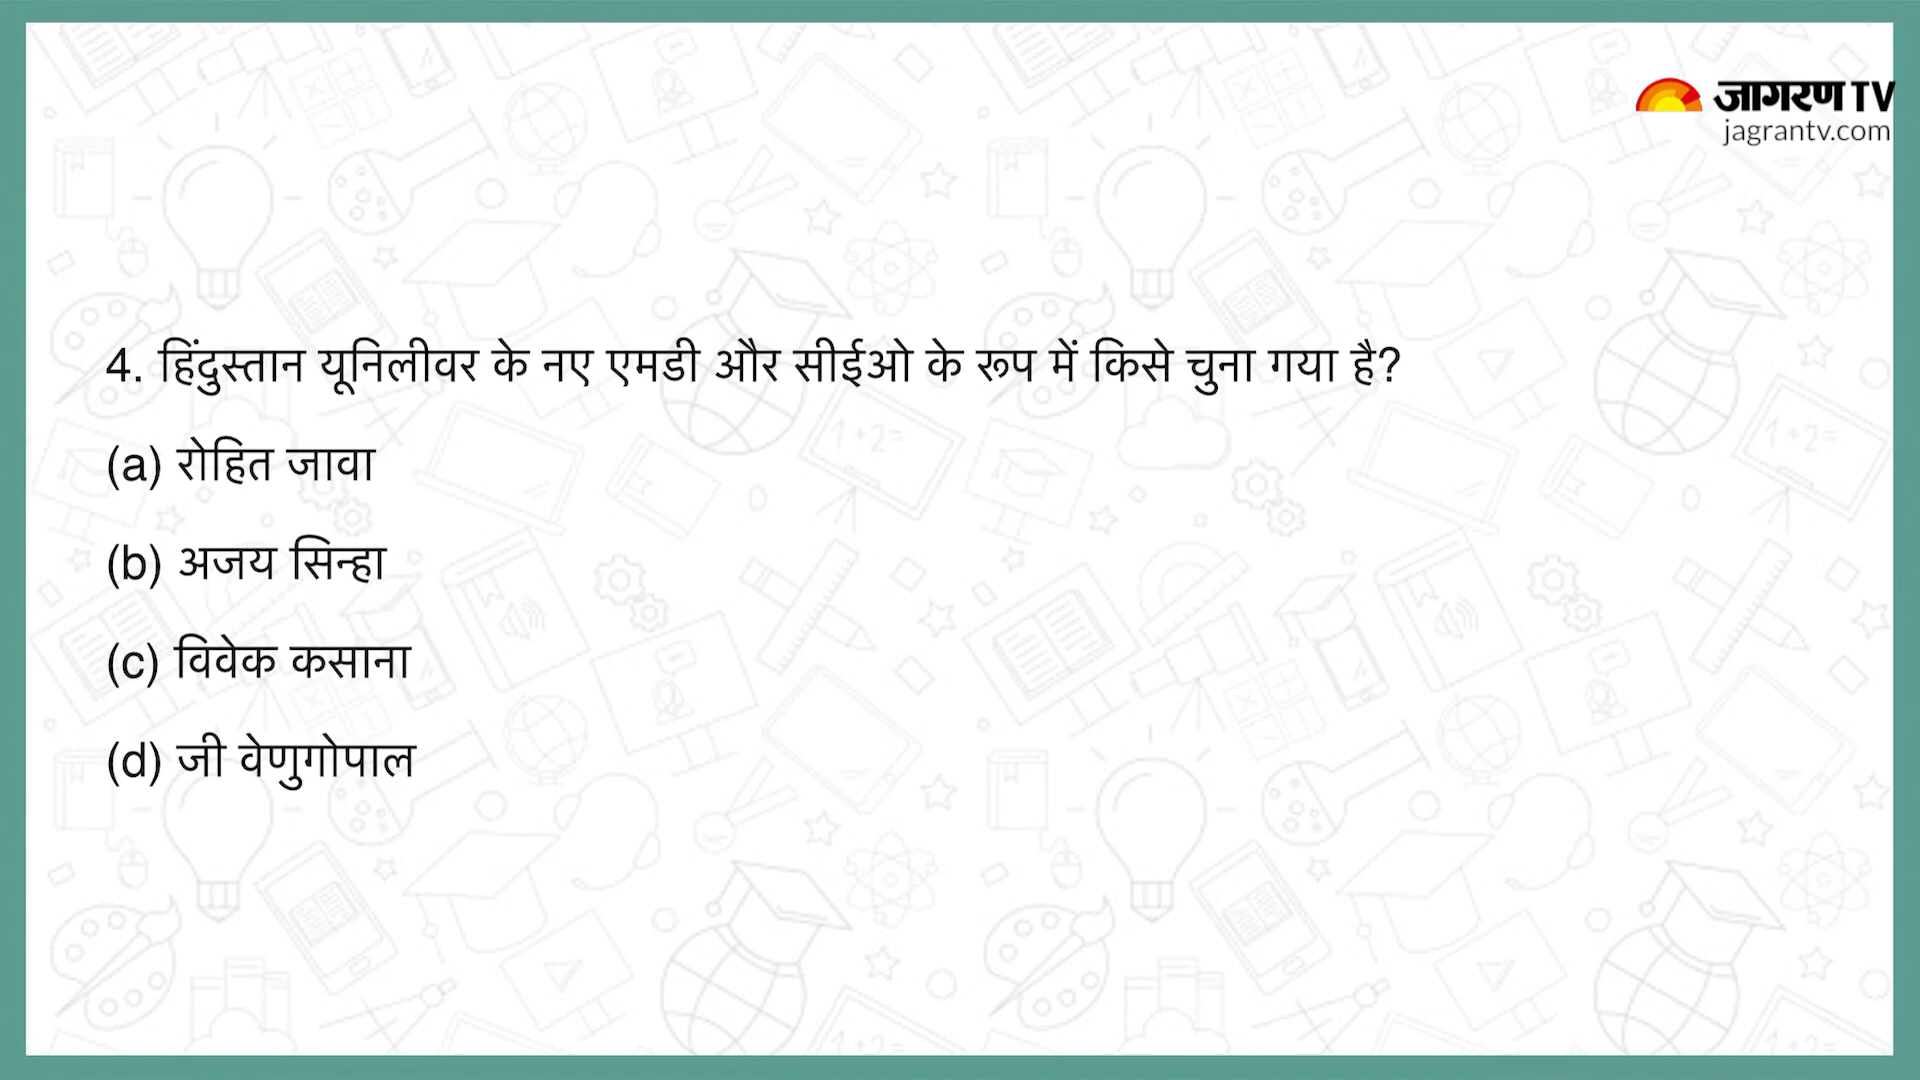 जागरण TV
jagrantv.com
4. हिंदुस्तान यूनिलीवर के नए एमडी और सीईओ के रूप में किसे चुना गया है?
(a) रोहित जावा
(b) अजय सिन्हा
(c) विवेक कसाना
(d) जी वेणुगोपाल